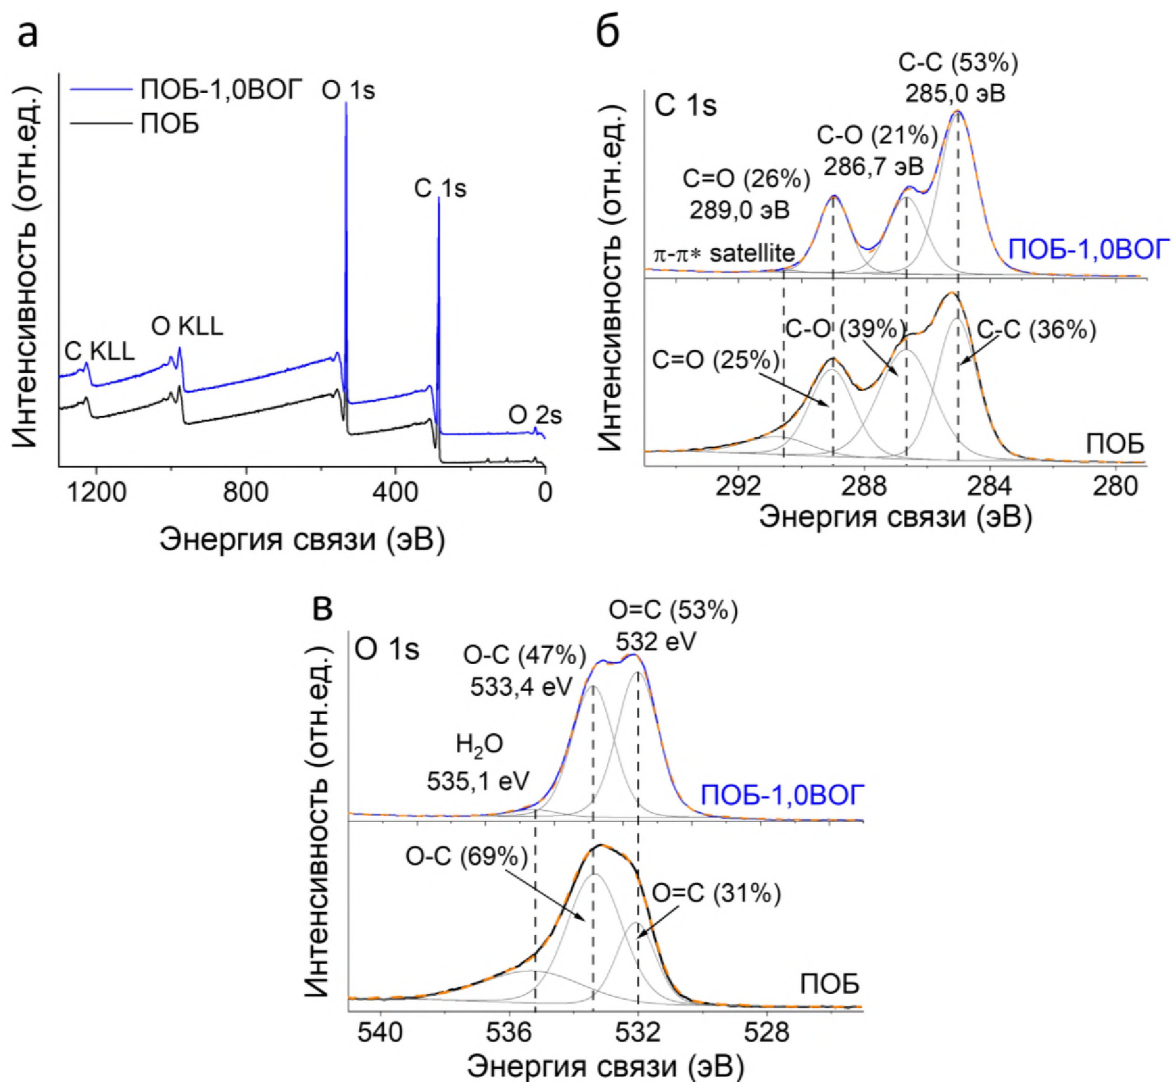 а
Интенсивность (отн.ед.)
ПОБ-1,0ВОГ
ПОБ
O 1s
C 1s
C KLL
O KLL
O 2s
1200
800
400
0
Энергия связи (эВ)
б
Интенсивность (отн.ед.)
C 1s
C-C (53%)
285,0 эВ
C-O (21%)
286,7 эВ
C=O (26%)
289,0 эВ
π-π* satellite
ПОБ-1,0ВОГ
C-O (39%)
C-C (36%)
C=O (25%)
ПОБ
292
288
284
280
Энергия связи (эВ)
в
Интенсивность (отн.ед.)
O 1s
O=C (53%)
532 eV
O-C (47%)
533,4 eV
H₂O
535,1 eV
ПОБ-1,0ВОГ
O-C (69%)
O=C (31%)
ПОБ
540
536
532
528
Энергия связи (эВ)